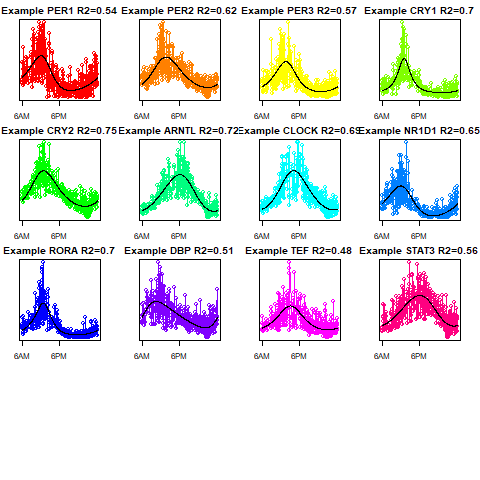 Example PER1 R2=0.54 Example PER2 R2=0.62 Example PER3 R2=0.57 Example CRY1 R2=0.7
6AM 6PM 6AM 6PM 6AM 6PM 6AM 6PM
Example CRY2 R2=0.75 Example ARNTL R2=0.72 Example CLOCK R2=0.69 Example NR1D1 R2=0.65
6AM 6PM 6AM 6PM 6AM 6PM 6AM 6PM
Example RORA R2=0.7 Example DBP R2=0.51 Example TEF R2=0.48 Example STAT3 R2=0.56
6AM 6PM 6AM 6PM 6AM 6PM 6AM 6PM